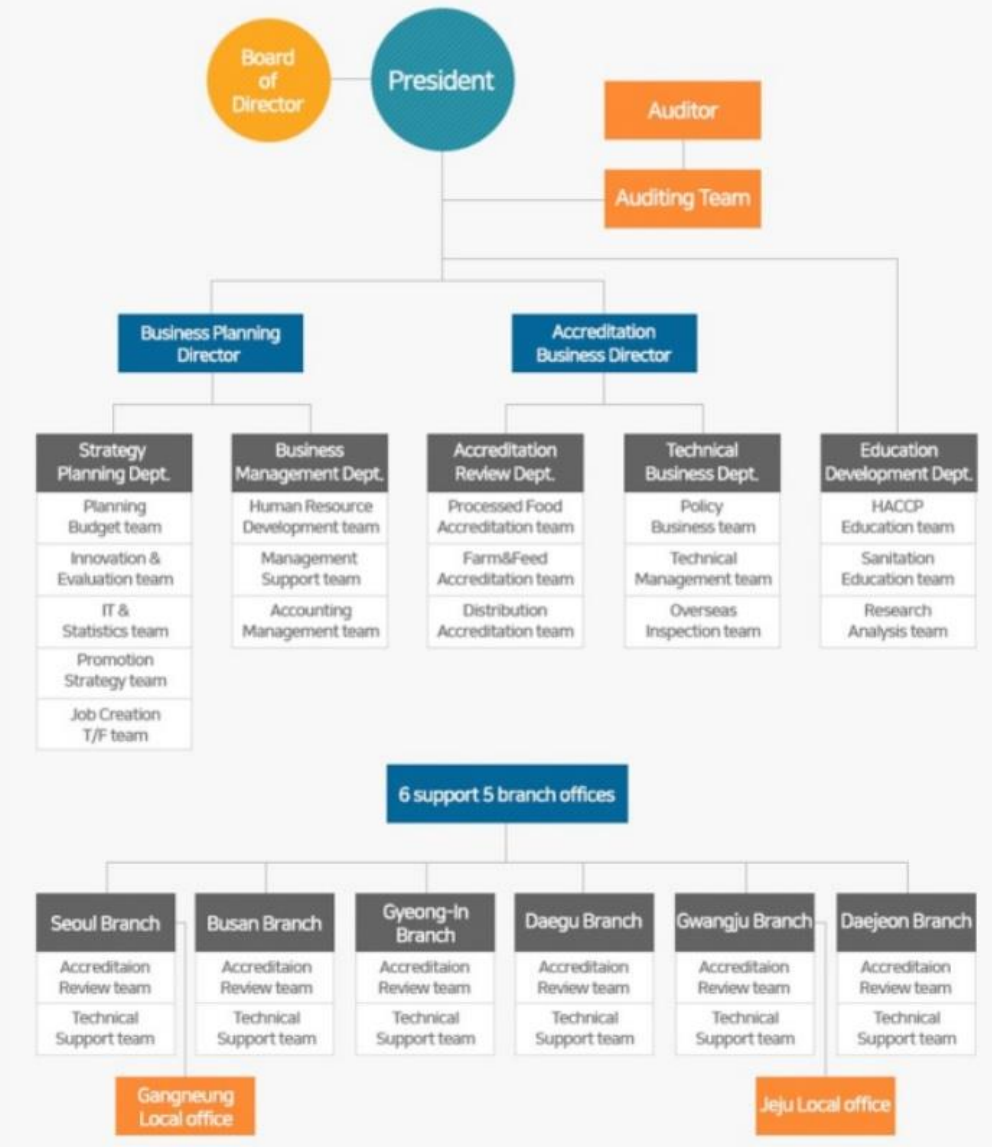 Board
of
Director
President
Auditor
Auditing Team
Business Planning
Director
Accreditation
Business Director
Strategy
Planning Dept.
Planning
Budget team
Innovation &
Evaluation team
IT &
Statistics team
Promotion
Strategy team
Job Creation
T/F team
Business
Management Dept.
Human Resource
Development team
Management
Support team
Accounting
Management team
Accreditation
Review Dept.
Processed Food
Accreditation team
Farm&Feed
Accreditation team
Distribution
Accreditation team
Technical
Business Dept.
Policy
Business team
Technical
Management team
Overseas
Inspection team
Education
Development Dept.
HACCP
Education team
Sanitation
Education team
Research
Analysis team
6 support 5 branch offices
Seoul Branch
Accreditaion
Review team
Technical
Support team
Gangneung
Local office
Busan Branch
Accreditaion
Review team
Technical
Support team
Gyeong-In
Branch
Accreditaion
Review team
Technical
Support team
Daegu Branch
Accreditaion
Review team
Technical
Support team
Gwangju Branch
Accreditaion
Review team
Technical
Support team
Jeju Local office
Daejeon Branch
Accreditaion
Review team
Technical
Support team